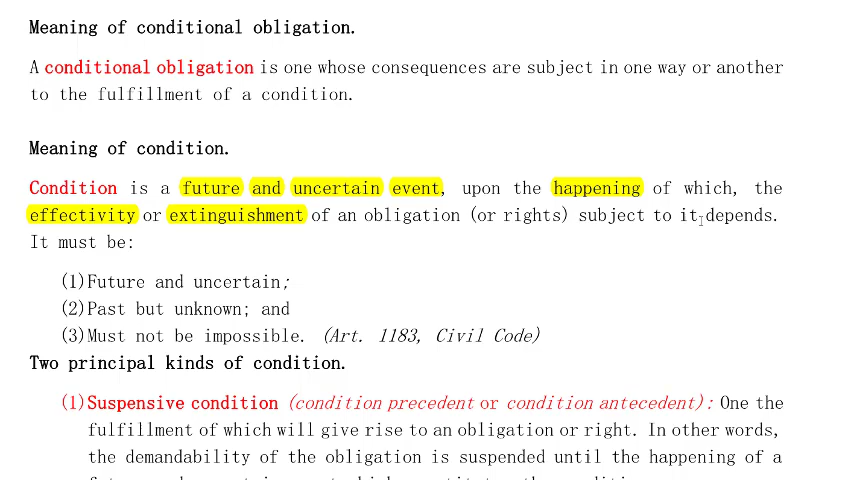 Meaning of conditional obligation.
A conditional obligation is one whose consequences are subject in one way or another
to the fulfillment of a condition.
Meaning of condition.
Condition is a future and uncertain event, upon the happening of which, the
effectivity or extinguishment of an obligation (or rights) subject to it depends.
It must be:
(1)Future and uncertain;
(2)Past but unknown; and
(3)Must not be impossible. (Art. 1183, Civil Code)
Two principal kinds of condition.
(1)Suspensive condition (condition precedent or condition antecedent): One the
fulfillment of which will give rise to an obligation or right. In other words,
the demandability of the obligation is suspended until the happening of a